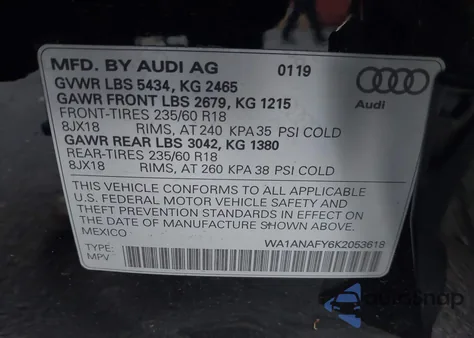 MFD. BY AUDI AG 0119
GVWR LBS 5434, KG 2465
GAWR FRONT LBS 2679, KG 1215
FRONT-TIRES 235/60 R18
8JX18 RIMS, AT 240 KPA 35 PSI COLD
GAWR REAR LBS 3042, KG 1380
REAR-TIRES 235/60 R18
8JX18 RIMS, AT 260 KPA 38 PSI COLD
Audi
THIS VEHICLE CONFORMS TO ALL APPLICABLE
U.S. FEDERAL MOTOR VEHICLE SAFETY AND
THEFT PREVENTION STANDARDS IN EFFECT ON
THE DATE OF MANUFACTURE SHOWN ABOVE.
MEXICO
WA1ANAFY6K2053618
TYPE:
MPV
autoSnap